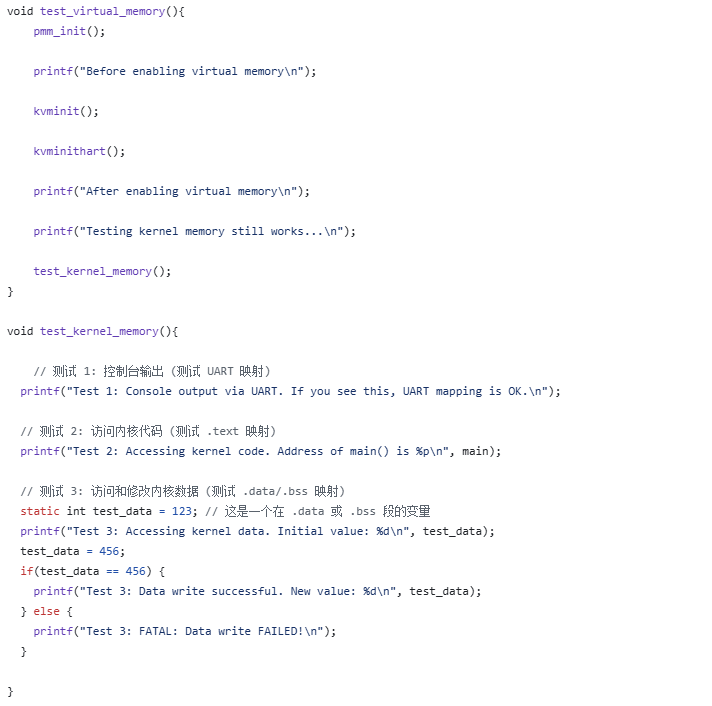 void test_virtual_memory(){
    pmm_init();
    printf("Before enabling virtual memory\n");
    kvminit();
    kvminithart();
    printf("After enabling virtual memory\n");
    printf("Testing kernel memory still works...\n");
    test_kernel_memory();
}
void test_kernel_memory(){
    // 测试 1: 控制台输出 (测试 UART 映射)
  printf("Test 1: Console output via UART. If you see this, UART mapping is OK.\n");
  // 测试 2: 访问内核代码 (测试 .text 映射)
  printf("Test 2: Accessing kernel code. Address of main() is %p\n", main);
  // 测试 3: 访问和修改内核数据 (测试 .data/.bss 映射)
  static int test_data = 123; // 这是一个在 .data 或 .bss 段的变量
  printf("Test 3: Accessing kernel data. Initial value: %d\n", test_data);
  test_data = 456;
  if(test_data == 456) {
    printf("Test 3: Data write successful. New value: %d\n", test_data);
  } else {
    printf("Test 3: FATAL: Data write FAILED!\n");
  }
}